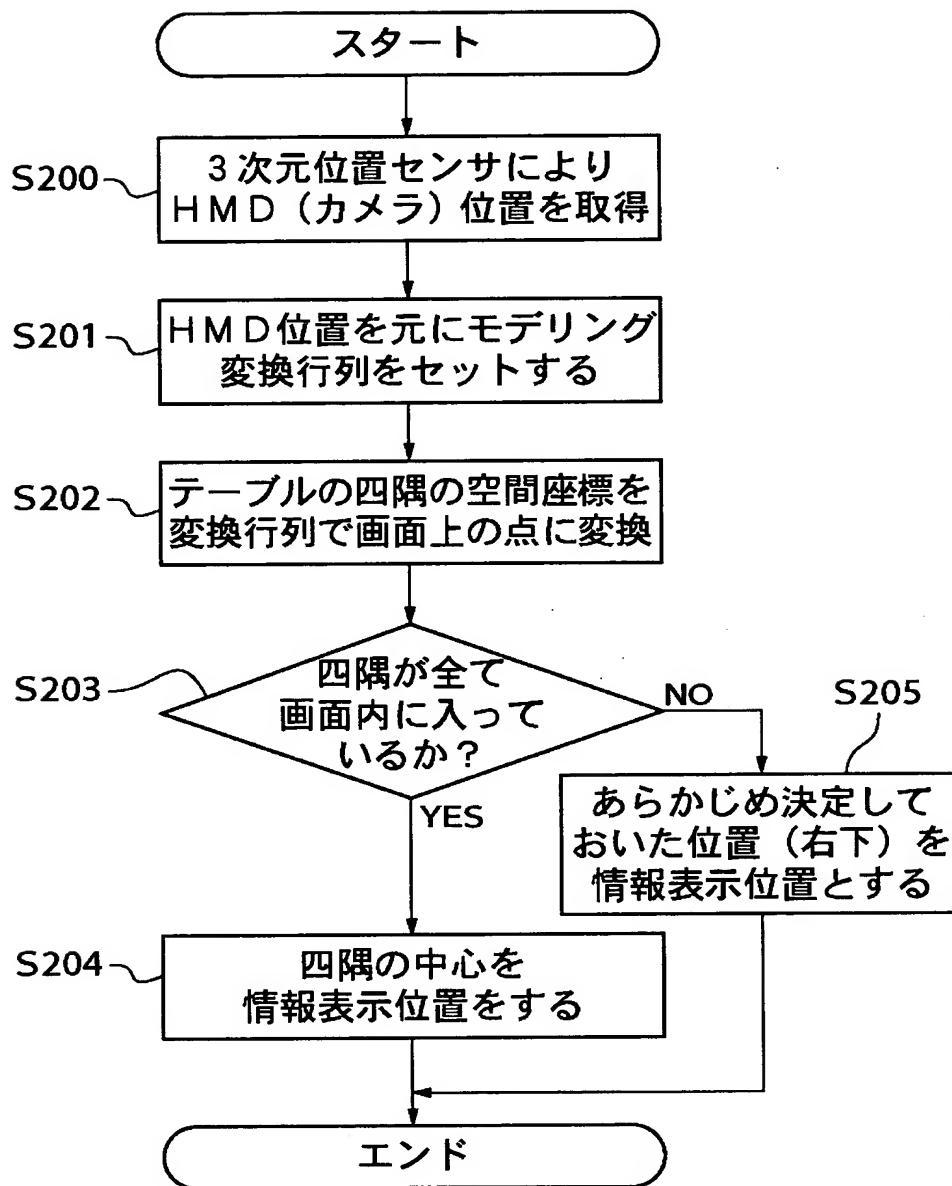 スタート
S200
3次元位置センサにより
HMD(カメラ)位置を取得
S201
HMD位置を元にモデリング
変換行列をセットする
S202
テーブルの四隅の空間座標を
変換行列で画面上の点に変換
S203
四隅が全て
画面内に入って
いるか?
NO
S205
YES
あらかじめ決定して
おいた位置(右下)を
情報表示位置とする
S204
四隅の中心を
情報表示位置をする
エンド